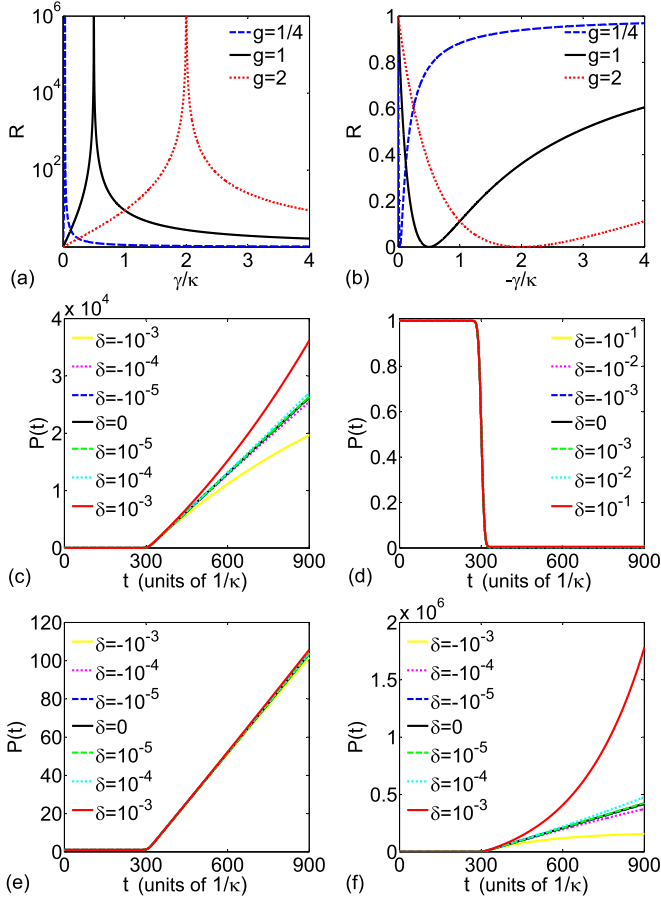 10^6
10^4
10^2
R
g=1/4
g=1
g=2
0 1 2 3 4
γ/κ
(a)
1
0.8
0.6
0.4
0.2
0
R
g=1/4
g=1
g=2
0 1 2 3 4
-γ/κ
(b)
x 10^4
4
3
2
1
0
P(t)
δ=-10^-3
δ=-10^-4
δ=-10^-5
δ=0
δ=10^-5
δ=10^-4
δ=10^-3
0 300 600 900
t (units of 1/κ)
(c)
1
0.8
0.6
0.4
0.2
0
P(t)
δ=-10^-1
δ=-10^-2
δ=-10^-3
δ=0
δ=10^-3
δ=10^-2
δ=10^-1
0 300 600 900
t (units of 1/κ)
(d)
120
100
80
60
40
20
0
P(t)
δ=-10^-3
δ=-10^-4
δ=-10^-5
δ=0
δ=10^-5
δ=10^-4
δ=10^-3
0 300 600 900
t (units of 1/κ)
(e)
x 10^6
2
1.5
1
0.5
0
P(t)
δ=-10^-3
δ=-10^-4
δ=-10^-5
δ=0
δ=10^-5
δ=10^-4
δ=10^-3
0 300 600 900
t (units of 1/κ)
(f)